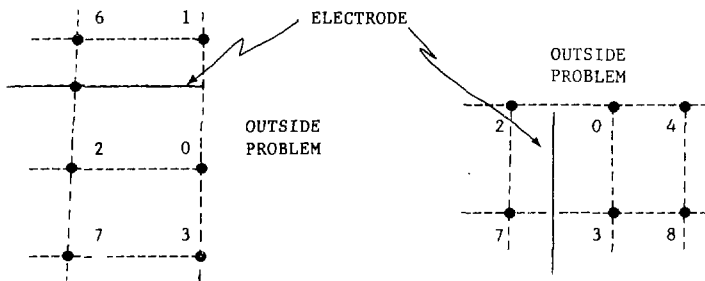 6 1
ELECTRODE
OUTSIDE
PROBLEM
2 0
7 3
OUTSIDE
PROBLEM
2 0 4
7 3 8